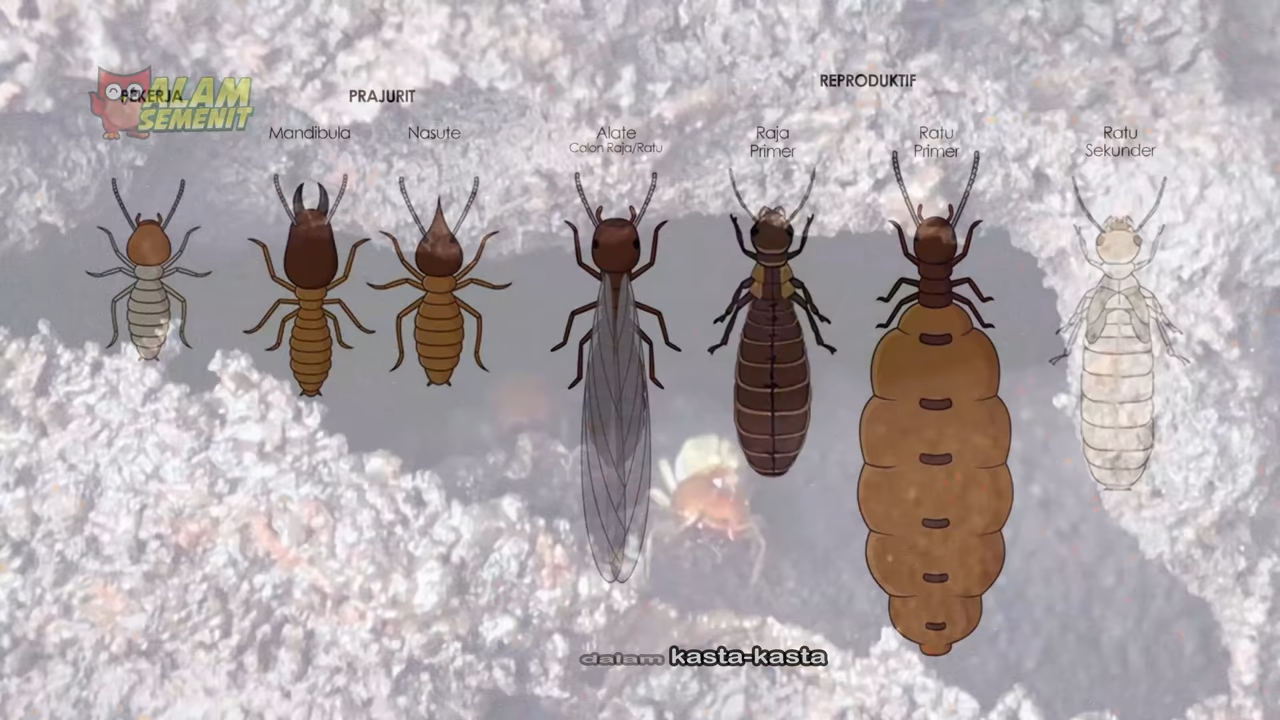 ALAM
SEMENIT
PEKERJA
PRAJURIT
REPRODUKTIF
Mandibula
Nasute
Alate
Calon Raja/Ratu
Raja
Primer
Ratu
Primer
Ratu
Sekunder
dalam kasta-kasta